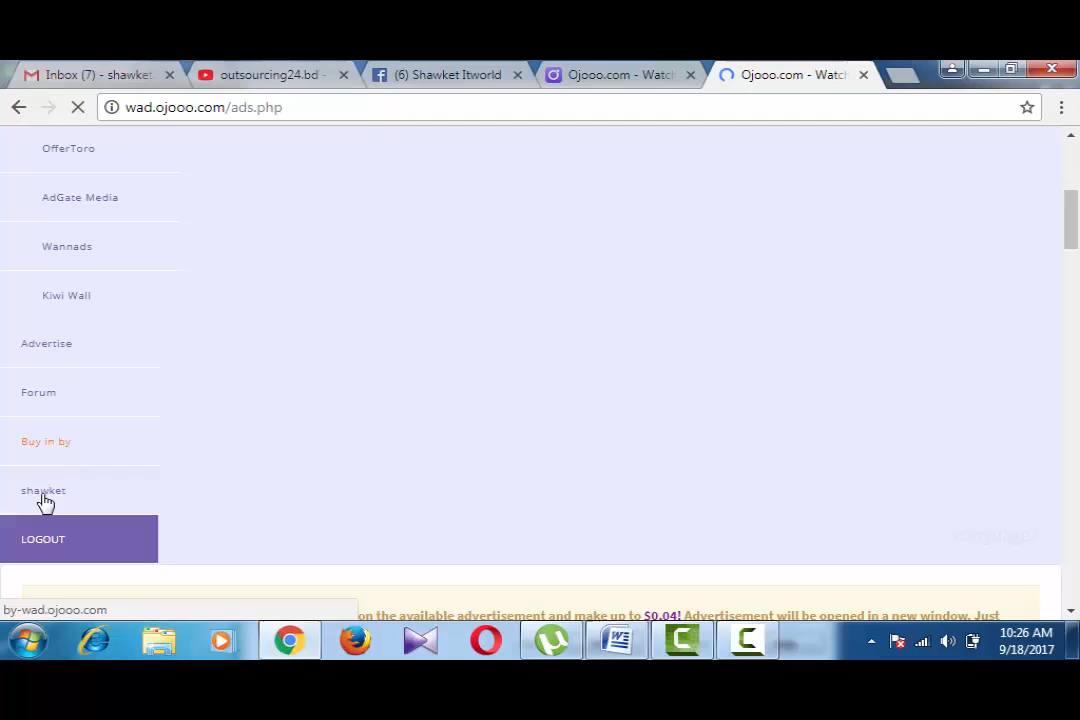 Inbox (7) - shawket.
outsourcing24.bd -
(6) Shawket Itworld
Ojooo.com - Watch
Ojooo.com - Watch
wad.ojooo.com/ads.php
OfferToro
AdGate Media
Wannads
Kiwi Wall
Advertise
Forum
Buy in by
shawket
LOGOUT
on the available advertisement and make up to $0.04! Advertisement will be opened in a new window. Just
by-wad.ojooo.com
10:26 AM
9/18/2017